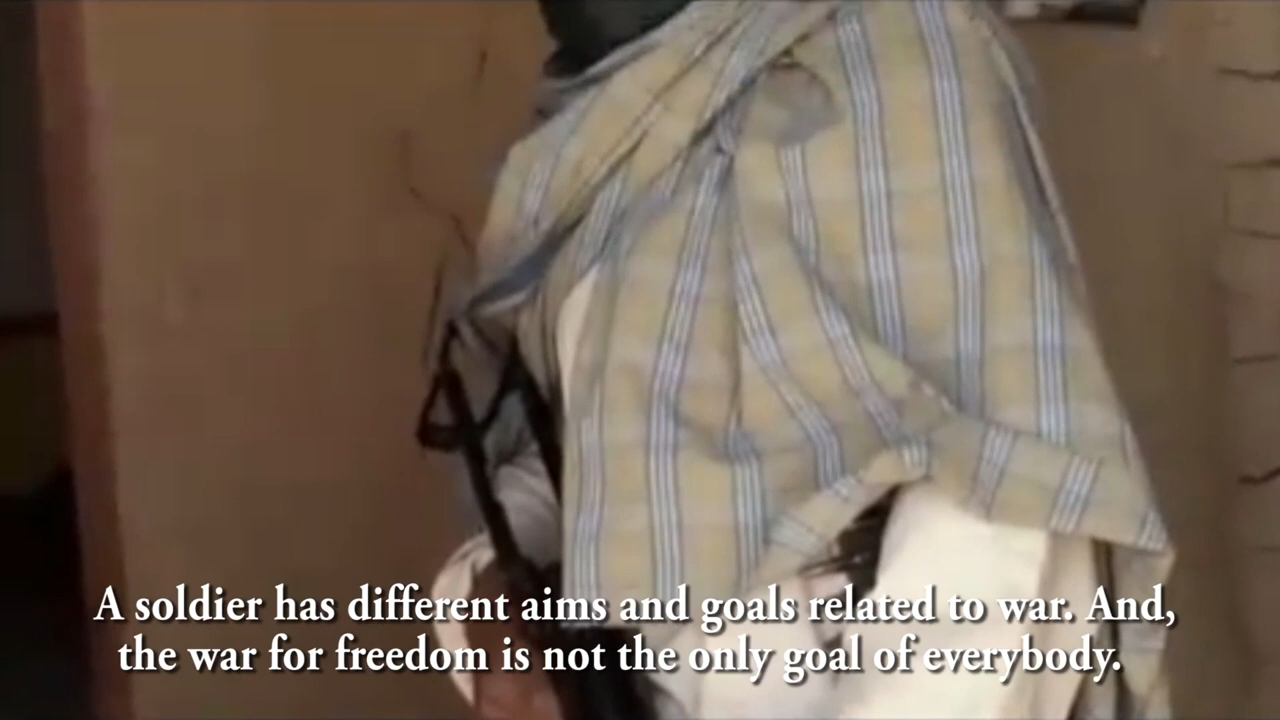 A soldier has different aims and goals related to war. And,
the war for freedom is not the only goal of everybody.